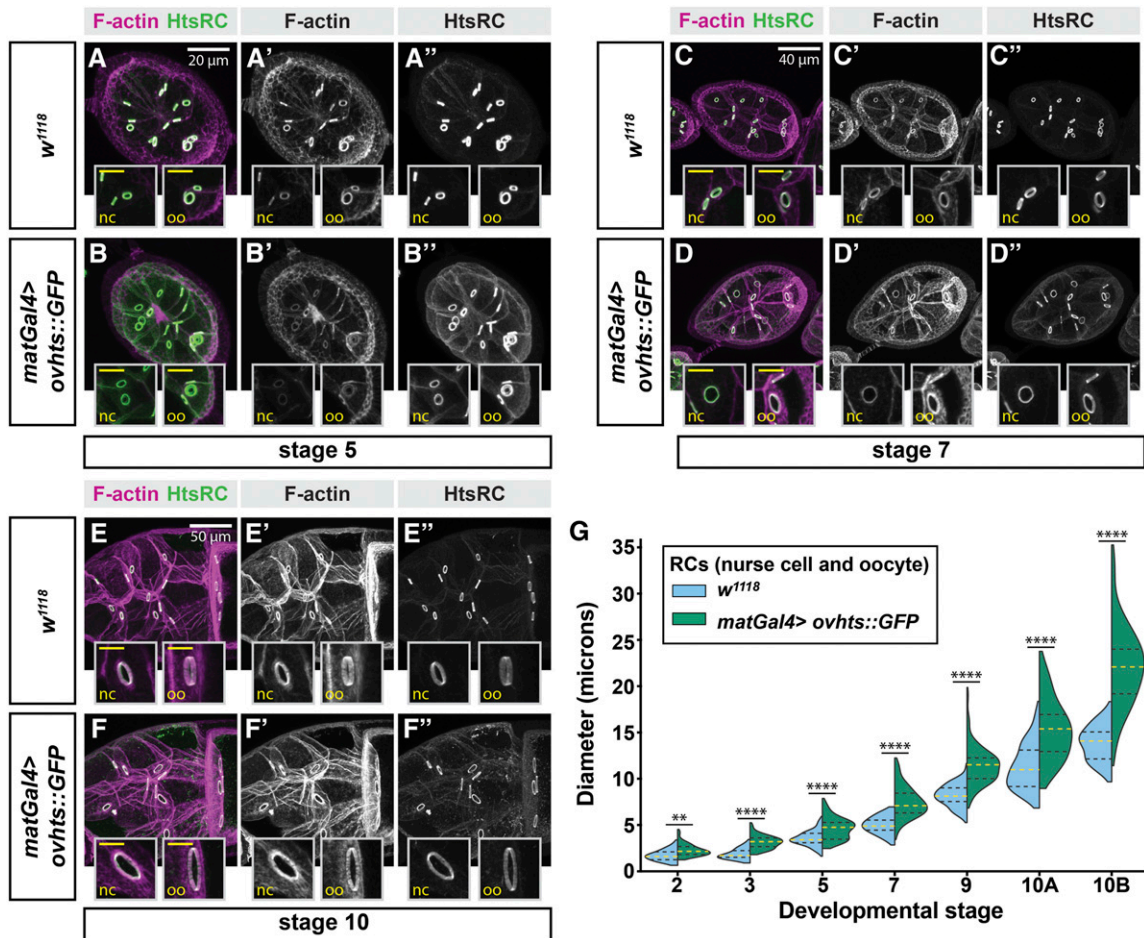 F-actin HtsRC F-actin HtsRC
F-actin HtsRC F-actin HtsRC
w1118
A A' A''
20 µm
nc oo nc oo nc oo
matGal4>
ovhts::GFP
B B' B''
nc oo nc oo nc oo
stage 5
w1118
C C' C''
40 µm
nc oo nc oo nc oo
matGal4>
ovhts::GFP
D D' D''
nc oo nc oo nc oo
stage 7
F-actin HtsRC F-actin HtsRC
w1118
E E' E''
50 µm
nc oo nc oo nc oo
matGal4>
ovhts::GFP
F F' F''
nc oo nc oo nc oo
stage 10
G
RCs (nurse cell and oocyte)
w1118
matGal4> ovhts::GFP
** **** **** **** **** **** ****
Diameter (microns)
35
30
25
20
15
10
5
0
2 3 5 7 9 10A 10B
Developmental stage